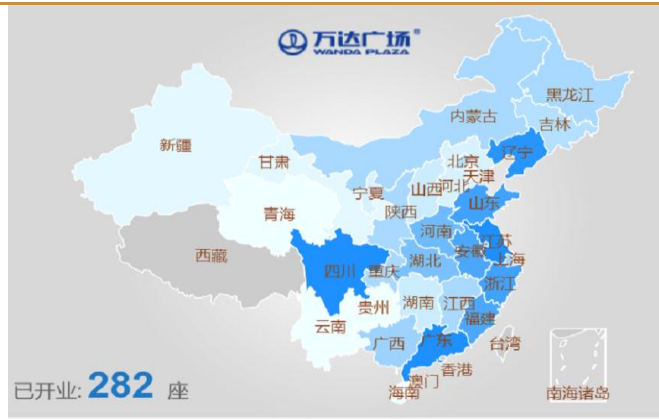 万达广场®
WANDA PLAZA
黑龙江
内蒙古
吉林
新疆
辽宁
北京
甘肃
天津
宁夏
山西
河北
山东
青海
陕西
河南
江苏
西藏
安徽
上海
四川
重庆
湖北
浙江
贵州
湖南
江西
福建
云南
广西
广东
台湾
香港
澳门
海南
南海诸岛
已开业: 282 座